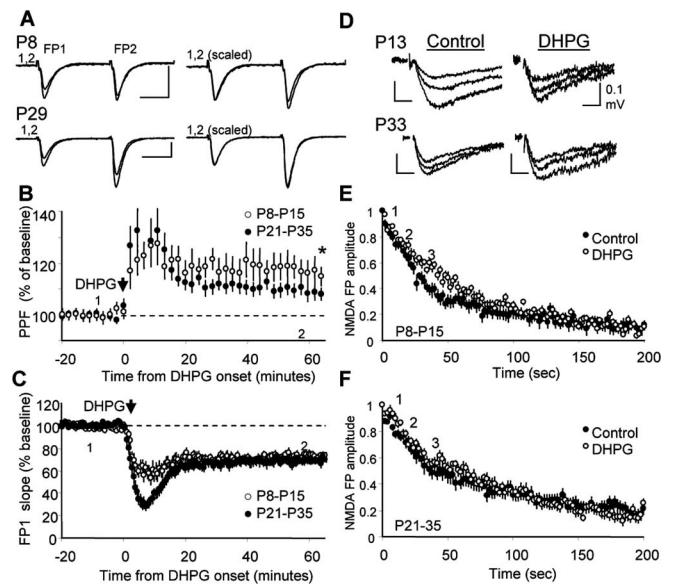 A
P8
FP1
FP2
1,2
1,2 (scaled)
P29
1,2
1,2 (scaled)
B
140
120
100
PPF (% of baseline)
P8-P15
P21-P35
DHPG
1
*
2
-20 0 20 40 60
Time from DHPG onset (minutes)
C
120
100
80
60
40
20
0
FP1 slope (% baseline)
DHPG
1
2
P8-P15
P21-P35
-20 0 20 40 60
Time from DHPG onset (minutes)
D
Control
DHPG
P13
0.1
mV
P33
E
1
0.8
0.6
0.4
0.2
0
NMDA FP amplitude
1
2
3
Control
DHPG
P8-P15
0 50 100 150 200
Time (sec)
F
1
0.8
0.6
0.4
0.2
0
NMDA FP amplitude
1
2
3
Control
DHPG
P21-35
0 50 100 150 200
Time (sec)